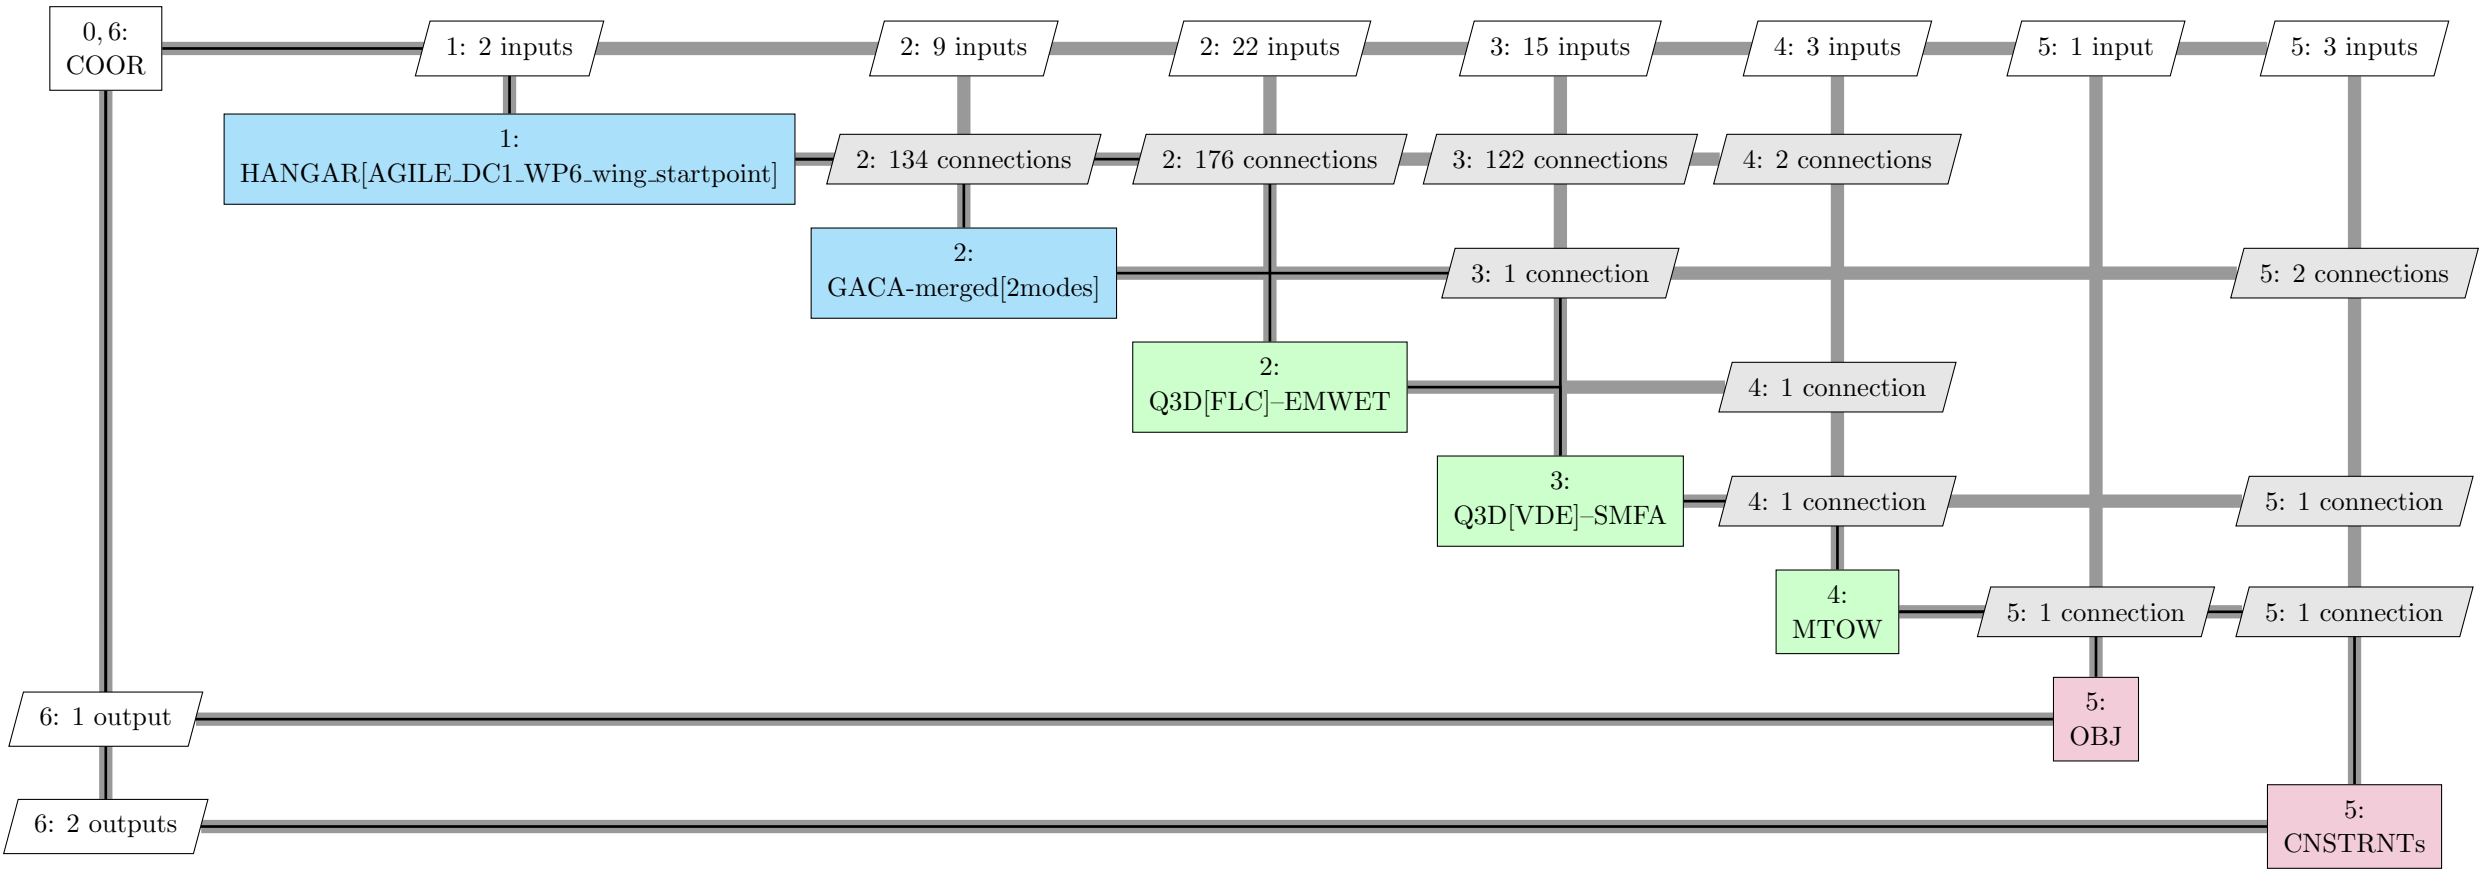 0, 6:
COOR
1: 2 inputs
2: 9 inputs
2: 22 inputs
3: 15 inputs
4: 3 inputs
5: 1 input
5: 3 inputs
1:
HANGAR[AGILE_DC1_WP6_wing_startpoint]
2: 134 connections
2: 176 connections
3: 122 connections
4: 2 connections
2:
GACA-merged[2modes]
3: 1 connection
5: 2 connections
2:
Q3D[FLC]–EMWET
4: 1 connection
3:
Q3D[VDE]–SMFA
4: 1 connection
5: 1 connection
4:
MTOW
5: 1 connection
5: 1 connection
6: 1 output
5:
OBJ
6: 2 outputs
5:
CNSTRNTs